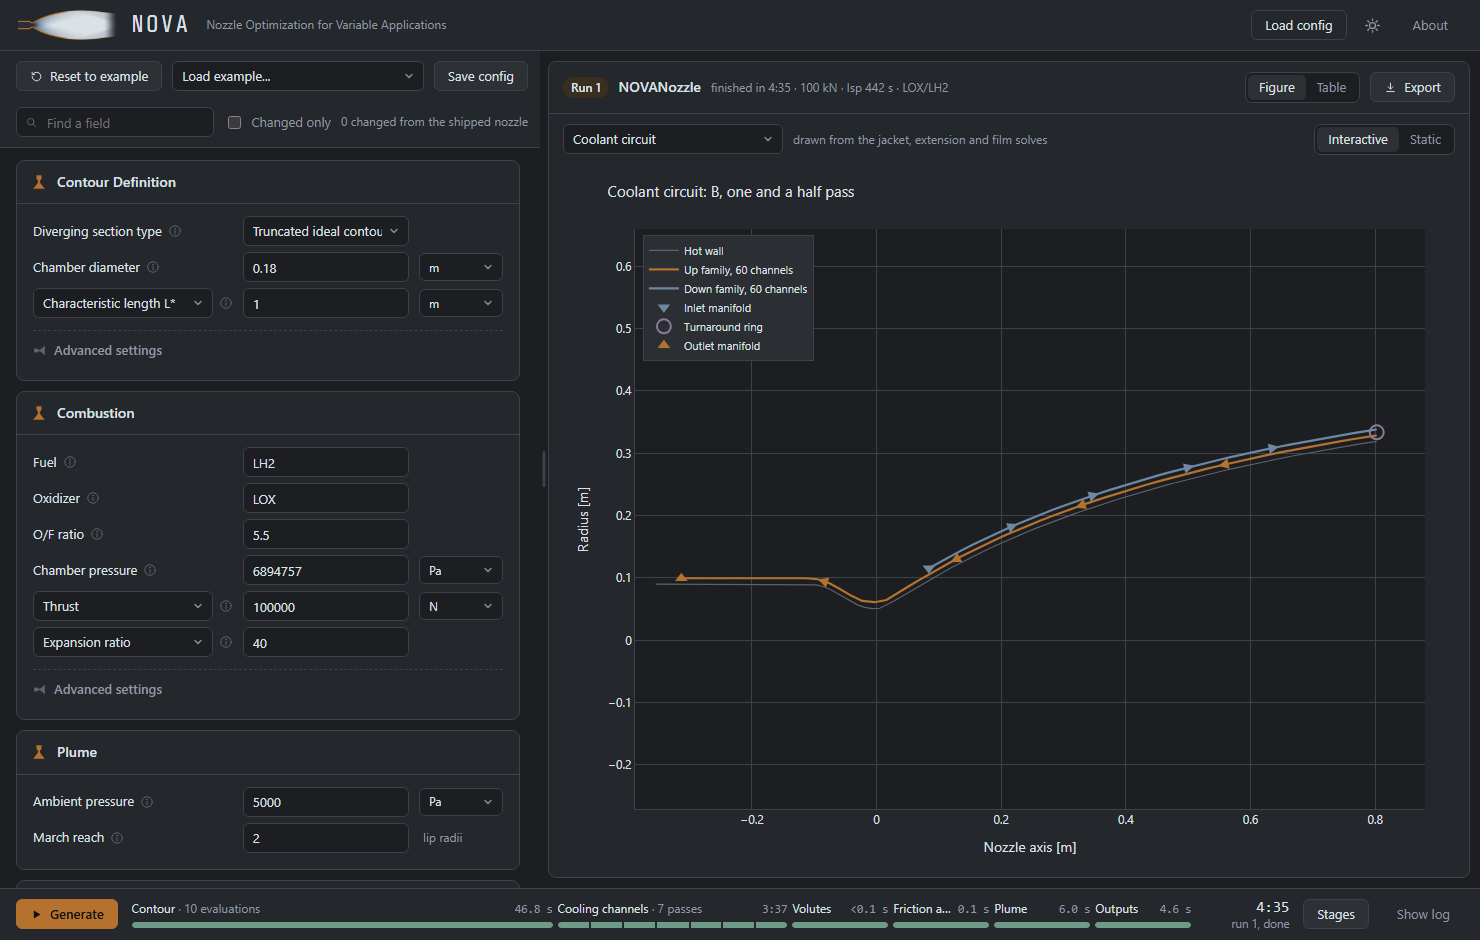 NOVA
Nozzle Optimization for Variable Applications
Load config
About
Reset to example
Load example...
Save config
Find a field
Changed only
0 changed from the shipped nozzle
Contour Definition
Diverging section type
Truncated ideal contou
Chamber diameter
0.18
m
Characteristic length L*
1
m
Advanced settings
Combustion
Fuel
LH2
Oxidizer
LOX
O/F ratio
5.5
Chamber pressure
6894757
Pa
Thrust
100000
N
Expansion ratio
40
Advanced settings
Plume
Ambient pressure
5000
Pa
March reach
2
lip radii
Run 1
NOVANozzle
finished in 4:35 · 100 kN · Isp 442 s · LOX/LH2
Figure
Table
Export
Coolant circuit
drawn from the jacket, extension and film solves
Interactive
Static
Coolant circuit: B, one and a half pass
Hot wall
Up family, 60 channels
Down family, 60 channels
Inlet manifold
Turnaround ring
Outlet manifold
0.6
0.5
0.4
0.3
0.2
0.1
0
−0.1
−0.2
Radius [m]
−0.2
0
0.2
0.4
0.6
0.8
Nozzle axis [m]
Generate
Contour · 10 evaluations
46.8 s
Cooling channels · 7 passes
3:37
Volutes
<0.1 s
Friction a...
0.1 s
Plume
6.0 s
Outputs
4.6 s
4:35
run 1, done
Stages
Show log